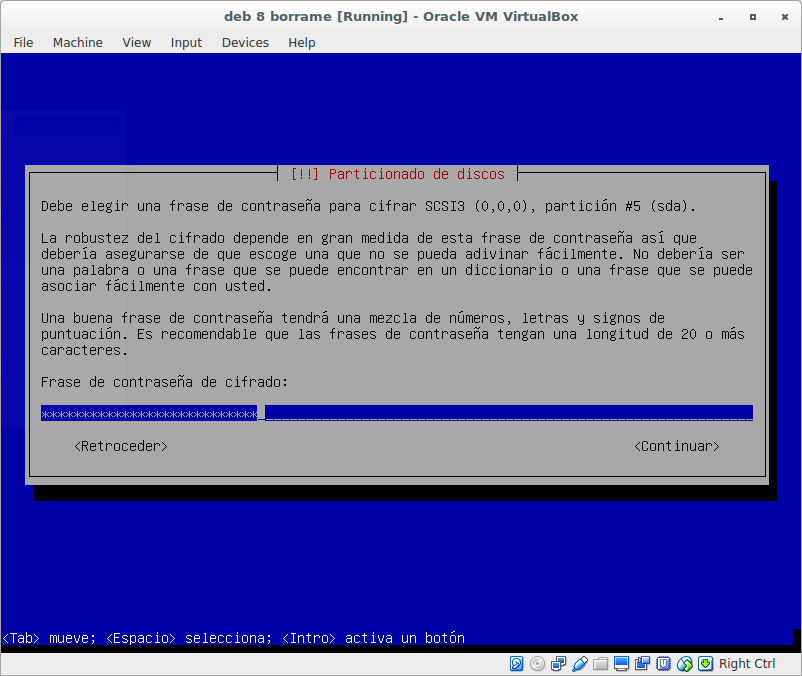 deb 8 borrame [Running] - Oracle VM VirtualBox
File Machine View Input Devices Help
[!!] Particionado de discos
Debe elegir una frase de contraseña para cifrar SCSI3 (0,0,0), partición #5 (sda).
La robustez del cifrado depende en gran medida de esta frase de contraseña así que
debería asegurarse de que escoge una que no se pueda adivinar fácilmente. No debería ser
una palabra o una frase que se puede encontrar en un diccionario o una frase que se puede
asociar fácilmente con usted.
Una buena frase de contraseña tendrá una mezcla de números, letras y signos de
puntuación. Es recomendable que las frases de contraseña tengan una longitud de 20 o más
caracteres.
Frase de contraseña de cifrado:
***************************
<Retroceder> <Continuar>
<Tab> mueve; <Espacio> selecciona; <Intro> activa un botón
Right Ctrl